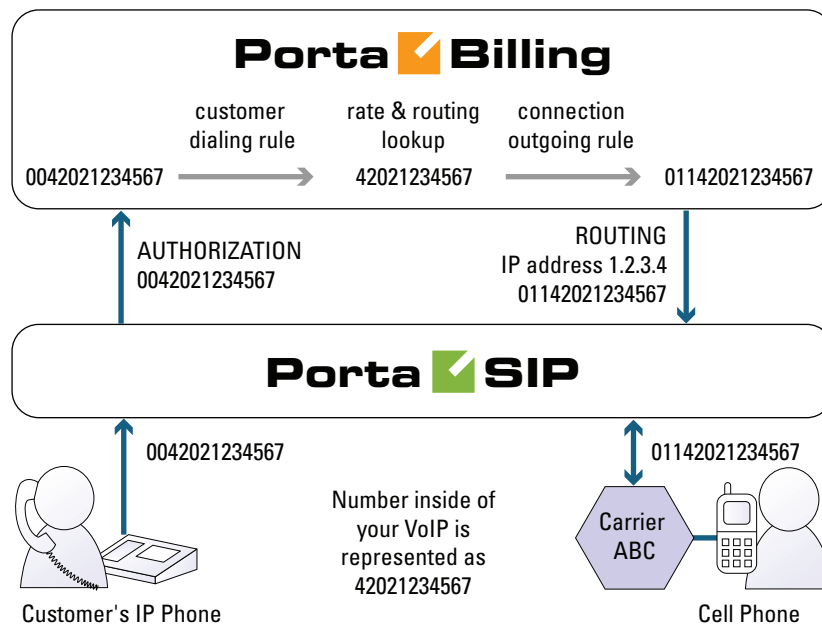 Porta Billing
customer
dialing rule
rate & routing
lookup
connection
outgoing rule
0042021234567
42021234567
01142021234567
AUTHORIZATION
0042021234567
ROUTING
IP address 1.2.3.4
01142021234567
Porta SIP
0042021234567
01142021234567
Number inside of
your VoIP is
represented as
42021234567
Carrier
ABC
Customer's IP Phone
Cell Phone